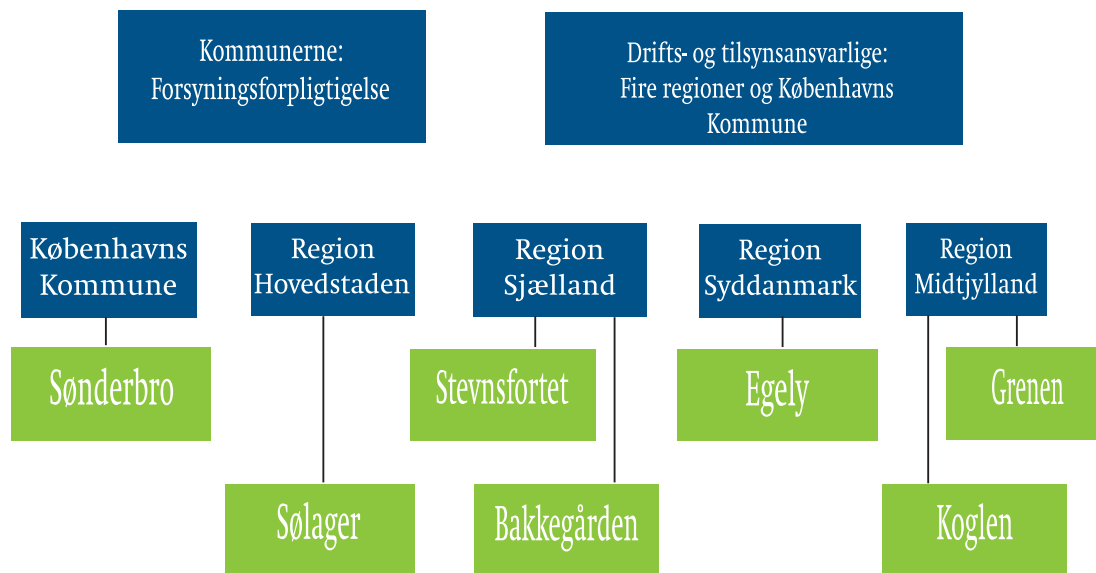 Kommunerne:
Forsyningsforpligtigelse
Drifts- og tilsynsansvarlige:
Fire regioner og Københavns
Kommune
Københavns
Kommune
Region
Hovedstaden
Region
Sjælland
Region
Syddanmark
Region
Midtjylland
Sønderbro
Stevnsfortet
Egely
Grenen
Sølager
Bakkegården
Koglen